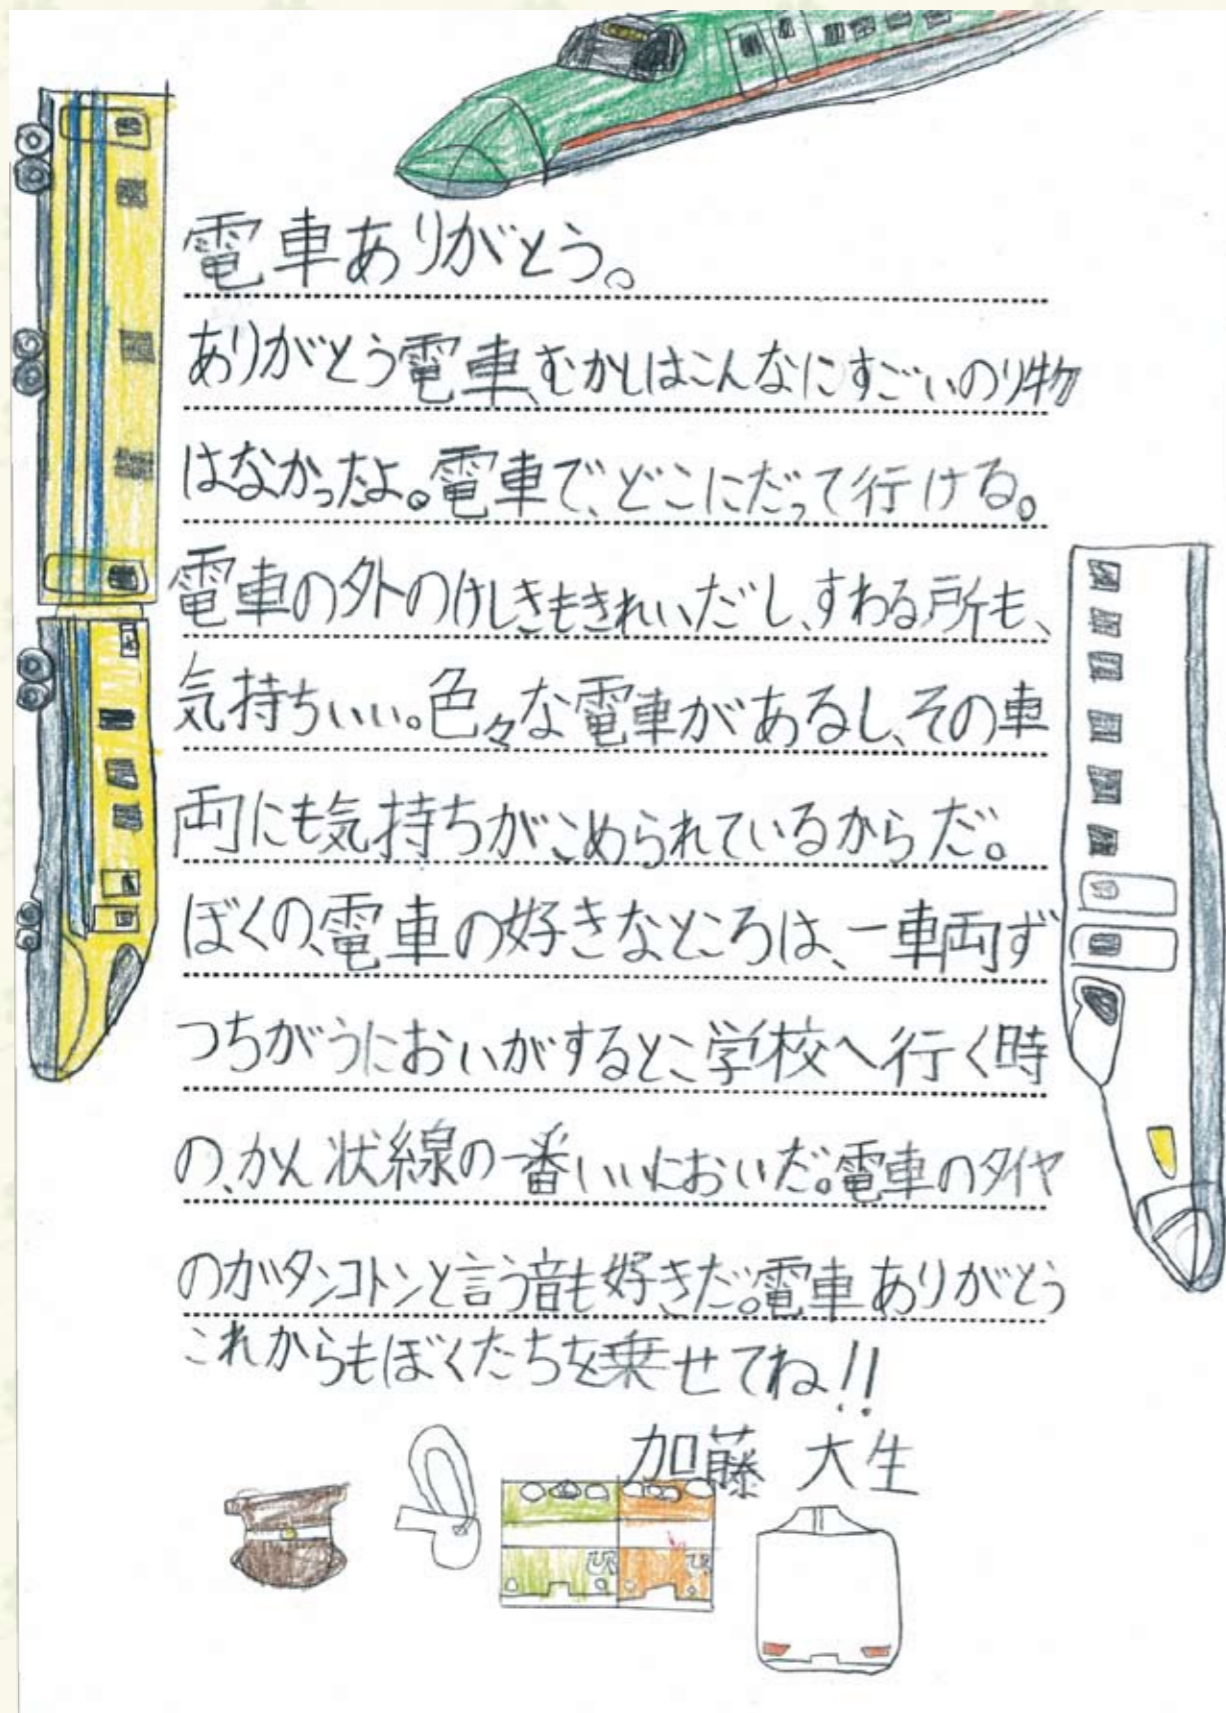 電車ありがとう。
ありがとう電車、むかしはこんなにすごいのり物
はなかったよ。電車で、どこにだって行ける。
電車の外のけしきもきれいだし、すわる所も、
気持ちいい。色々な電車があるし、その車
両にも気持ちがこめられているからだ。
ぼくの、電車の好きなところは、一車両ず
つちがうにおいがするとこ学校へ行く時
の、かん状線の一番いいにおいだ。電車のタイヤ
のガタンコトンと言う音も好きだ。電車ありがとう
これからもぼくたちを乗せてね!!
加藤 大生
JR JR